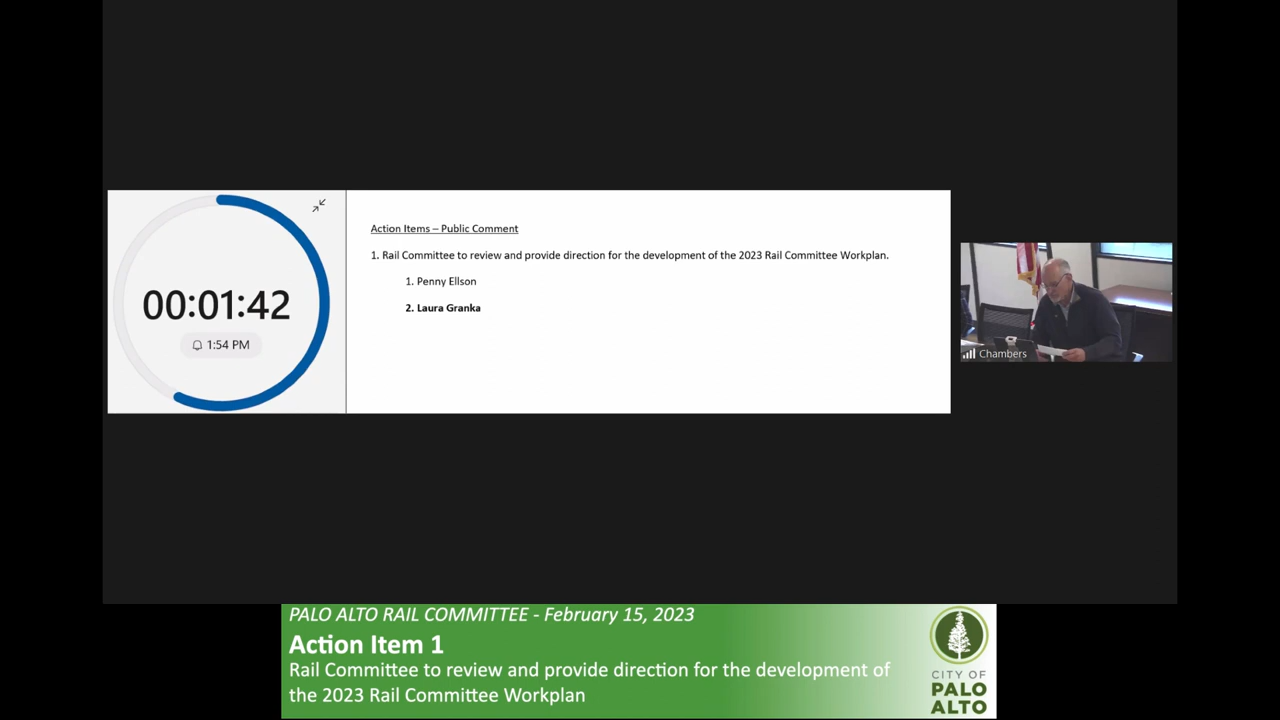 Action Items – Public Comment
1. Rail Committee to review and provide direction for the development of the 2023 Rail Committee Workplan.
1. Penny Ellson
2. Laura Granka
00:01:42
1:54 PM
Chambers
PALO ALTO RAIL COMMITTEE - February 15, 2023
Action Item 1
Rail Committee to review and provide direction for the development of
the 2023 Rail Committee Workplan
CITY OF
PALO
ALTO